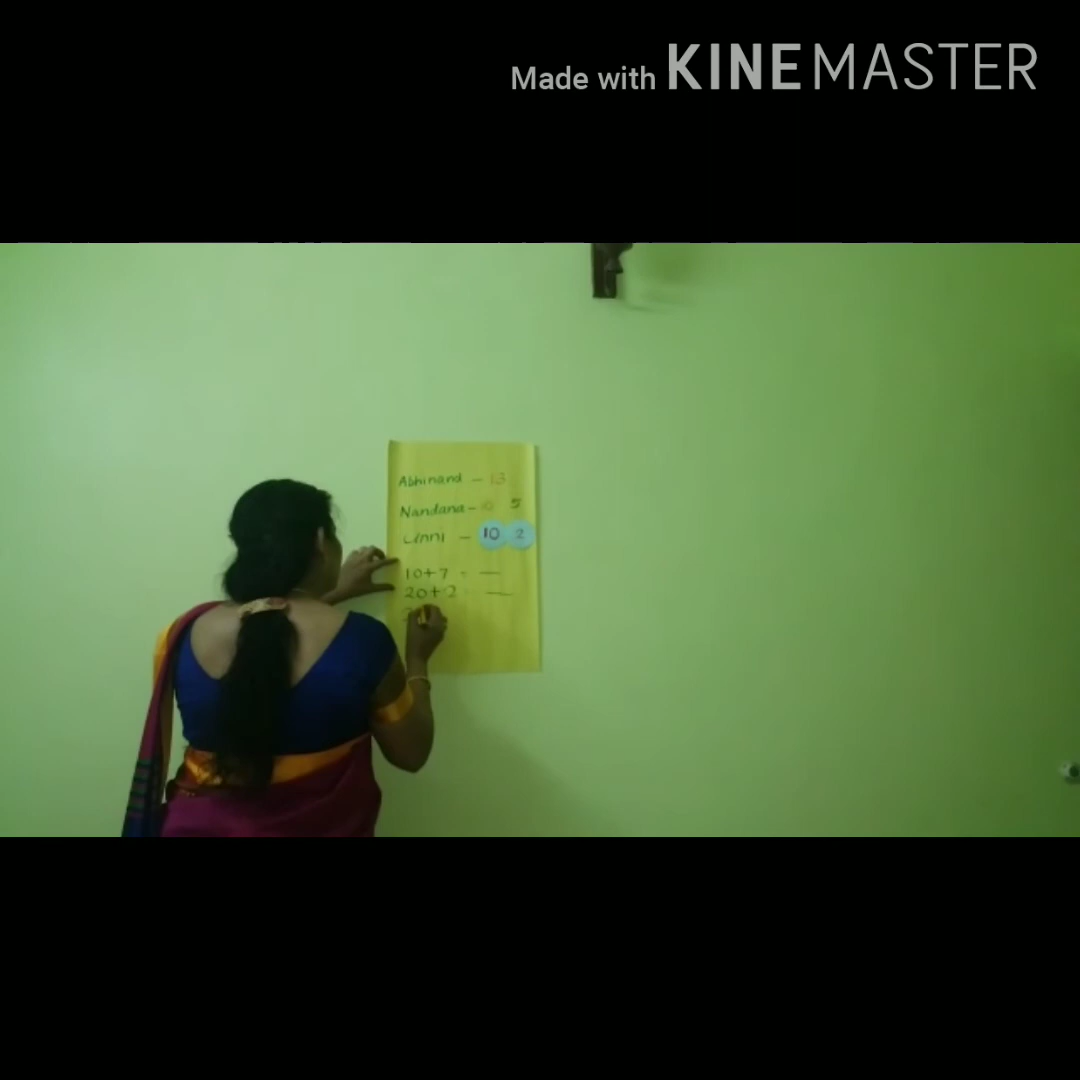 Made with KINEMASTER
Abhinand - 13
Nandana - 10 5
Unni - 10 2
10+7 = —
20+2 = —